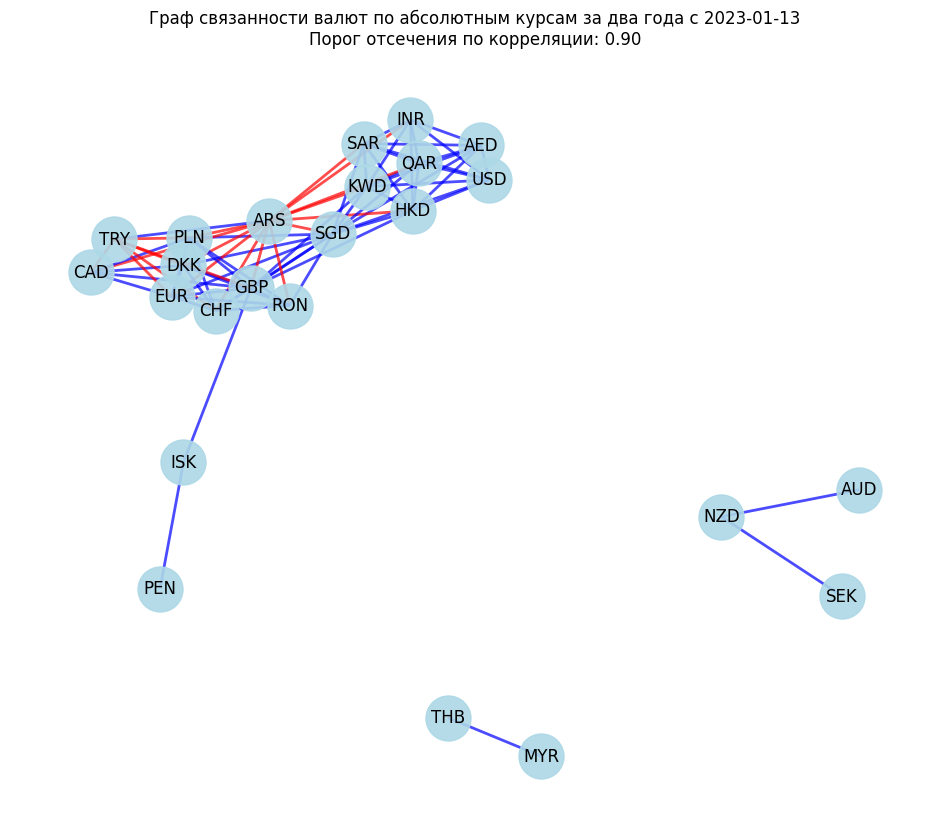 Граф связанности валют по абсолютным курсам за два года с 2023-01-13
Порог отсечения по корреляции: 0.90
INR
SAR
AED
QAR
USD
KWD
HKD
ARS
SGD
TRY
PLN
DKK
CAD
GBP
EUR
RON
CHF
ISK
AUD
NZD
PEN
SEK
THB
MYR